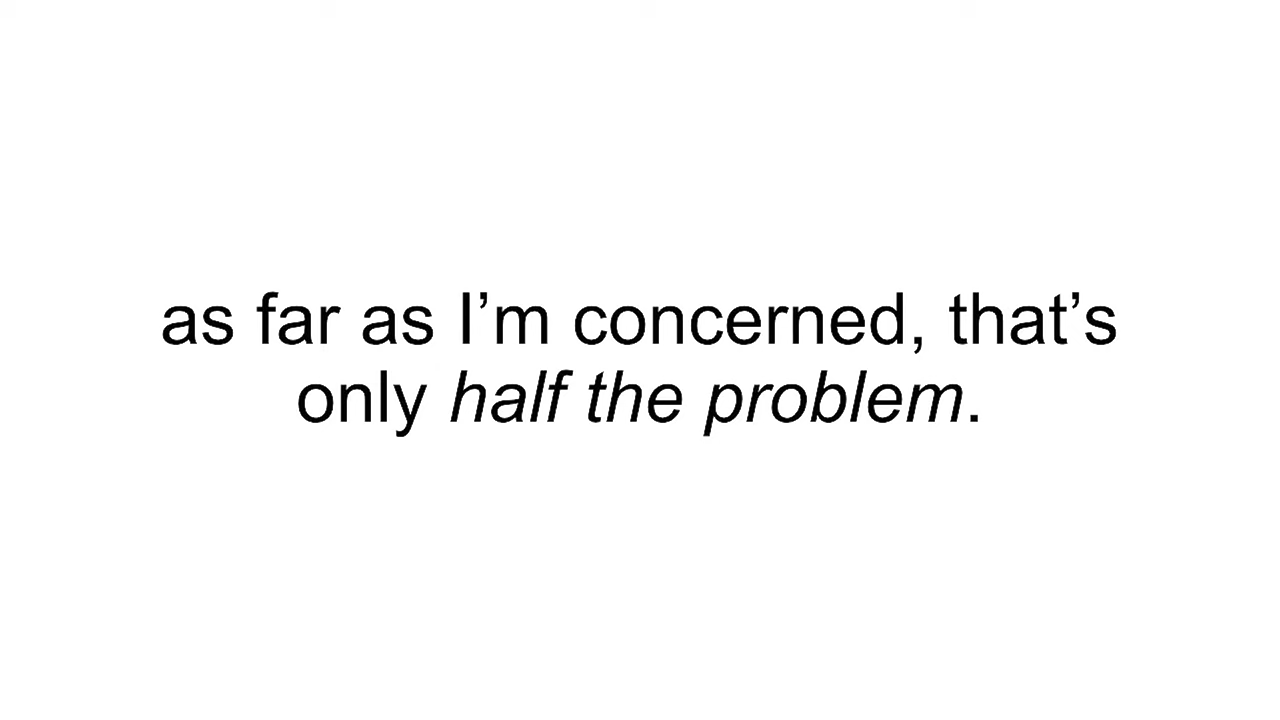 as far as I’m concerned, that’s
only half the problem.